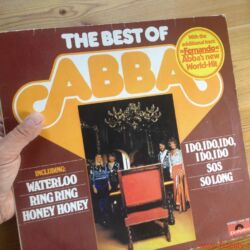 THE BEST OF
ABBA
With the
additional track
»Fernando«
Abba's new
World-Hit
INCLUDING:
WATERLOO
RING RING
HONEY HONEY
I DO, I DO, I DO,
I DO, I DO
SOS
SO LONG